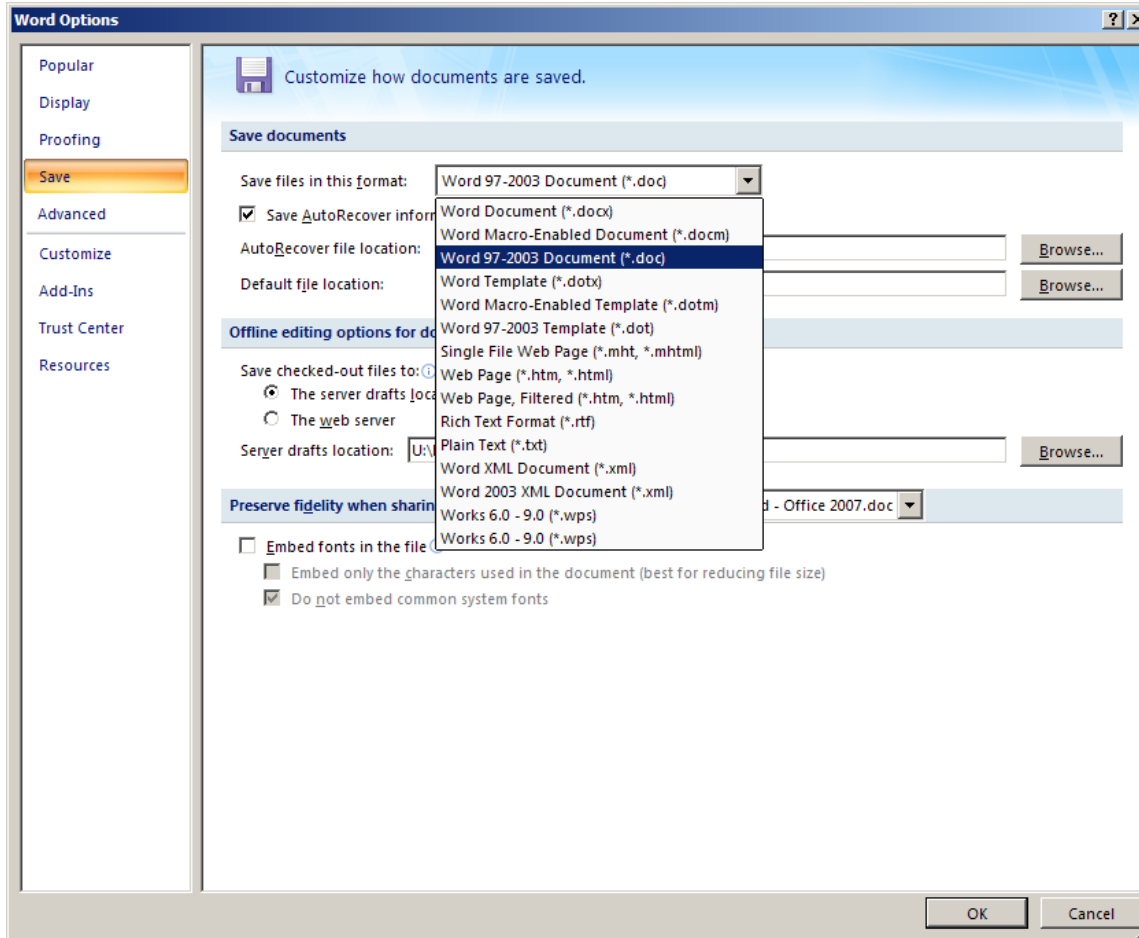 Word Options
?
Popular
Display
Proofing
Save
Advanced
Customize
Add-Ins
Trust Center
Resources
Customize how documents are saved.
Save documents
Save files in this format: Word 97-2003 Document (*.doc)
Save AutoRecover inforr
AutoRecover file location: Browse...
Default file location: Browse...
Word Document (*.docx)
Word Macro-Enabled Document (*.docm)
Word 97-2003 Document (*.doc)
Word Template (*.dotx)
Word Macro-Enabled Template (*.dotm)
Word 97-2003 Template (*.dot)
Single File Web Page (*.mht, *.mhtml)
Web Page (*.htm, *.html)
Web Page, Filtered (*.htm, *.html)
Rich Text Format (*.rtf)
Plain Text (*.txt)
Word XML Document (*.xml)
Word 2003 XML Document (*.xml)
Works 6.0 - 9.0 (*.wps)
Works 6.0 - 9.0 (*.wps)
Offline editing options for do
Save checked-out files to:
The server drafts loca
The web server
Server drafts location: U:\ Browse...
Preserve fidelity when sharin - Office 2007.doc
Embed fonts in the file
Embed only the characters used in the document (best for reducing file size)
Do not embed common system fonts
OK Cancel